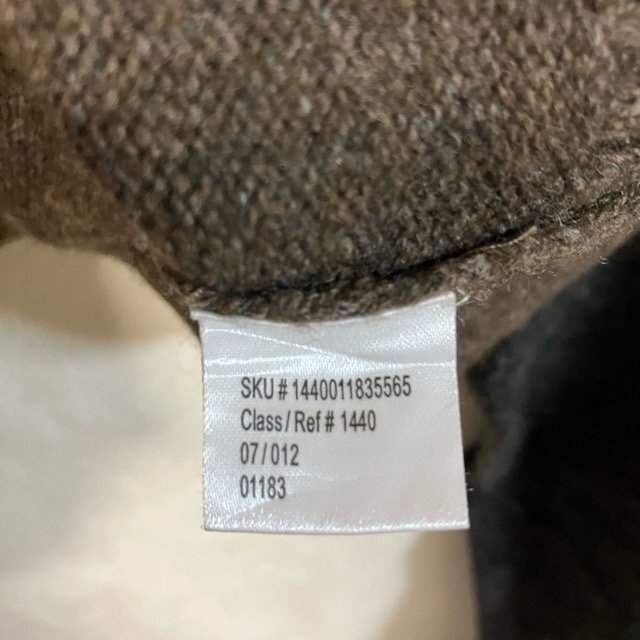 SKU # 1440011835565
Class / Ref # 1440
07 / 012
01183